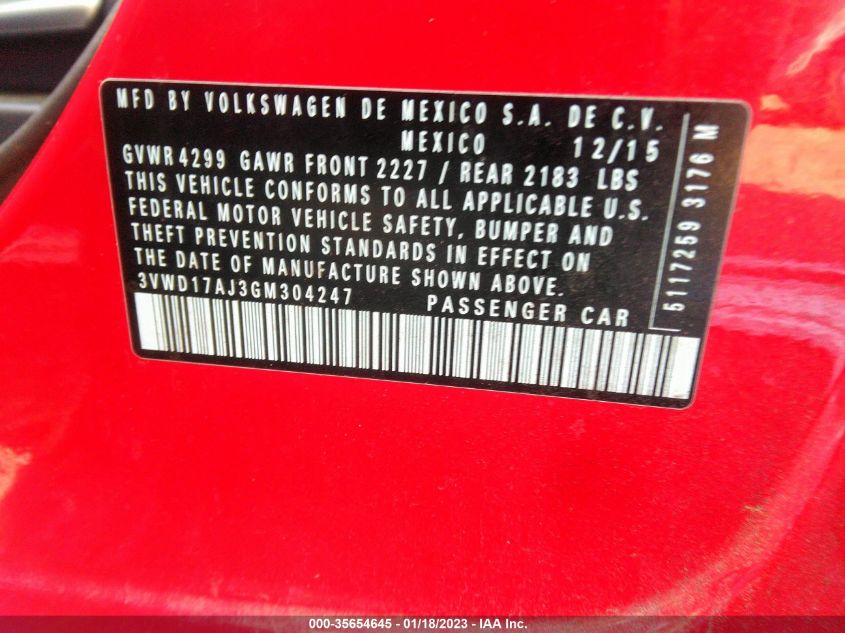 MFD BY VOLKSWAGEN DE MEXICO S.A. DE C.V.
MEXICO 12/15
GVWR 4299 GAWR FRONT 2227 / REAR 2183 LBS
THIS VEHICLE CONFORMS TO ALL APPLICABLE U.S.
FEDERAL MOTOR VEHICLE SAFETY, BUMPER AND
THEFT PREVENTION STANDARDS IN EFFECT ON
THE DATE OF MANUFACTURE SHOWN ABOVE.
3VWD17AJ3GM304247 PASSENGER CAR
5117259 3176 M
000-35654645 - 01/18/2023 - IAA Inc.